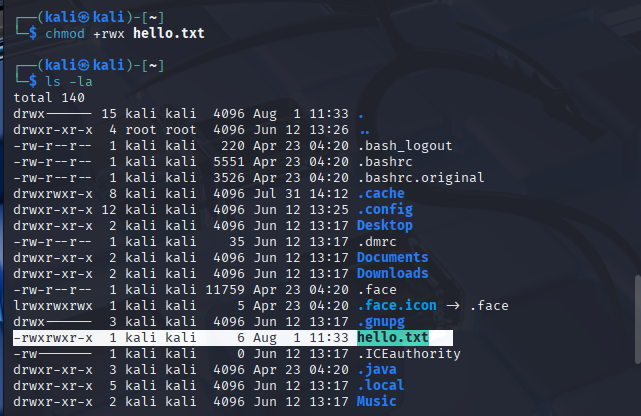 ┌──(kali㉿kali)-[~]
└─$ chmod +rwx hello.txt
┌──(kali㉿kali)-[~]
└─$ ls -la
total 140
drwx------ 15 kali kali 4096 Aug 1 11:33 .
drwxr-xr-x 4 root root 4096 Jun 12 13:26 ..
-rw-r--r-- 1 kali kali 220 Apr 23 04:20 .bash_logout
-rw-r--r-- 1 kali kali 5551 Apr 23 04:20 .bashrc
-rw-r--r-- 1 kali kali 3526 Apr 23 04:20 .bashrc.original
drwxrwxr-x 8 kali kali 4096 Jul 31 14:12 .cache
drwxr-xr-x 12 kali kali 4096 Jun 12 13:25 .config
drwxr-xr-x 2 kali kali 4096 Jun 12 13:17 Desktop
-rw-r--r-- 1 kali kali 35 Jun 12 13:17 .dmrc
drwxr-xr-x 2 kali kali 4096 Jun 12 13:17 Documents
drwxr-xr-x 2 kali kali 4096 Jun 12 13:17 Downloads
-rw-r--r-- 1 kali kali 11759 Apr 23 04:20 .face
lrwxrwxrwx 1 kali kali 5 Apr 23 04:20 .face.icon -> .face
drwx------ 3 kali kali 4096 Jun 12 13:17 .gnupg
-rwxrwxr-x 1 kali kali 6 Aug 1 11:33 hello.txt
-rw------- 1 kali kali 0 Jun 12 13:17 .ICEauthority
drwxr-xr-x 3 kali kali 4096 Apr 23 04:20 .java
drwxr-xr-x 5 kali kali 4096 Jun 12 13:17 .local
drwxr-xr-x 2 kali kali 4096 Jun 12 13:17 Music